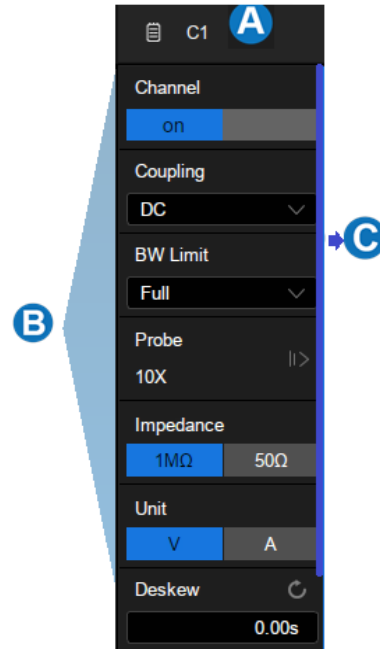 C1 A
Channel
on
Coupling
DC
C
BW Limit
Full
B
Probe
10X
Impedance
1MΩ 50Ω
Unit
V A
Deskew
0.00s